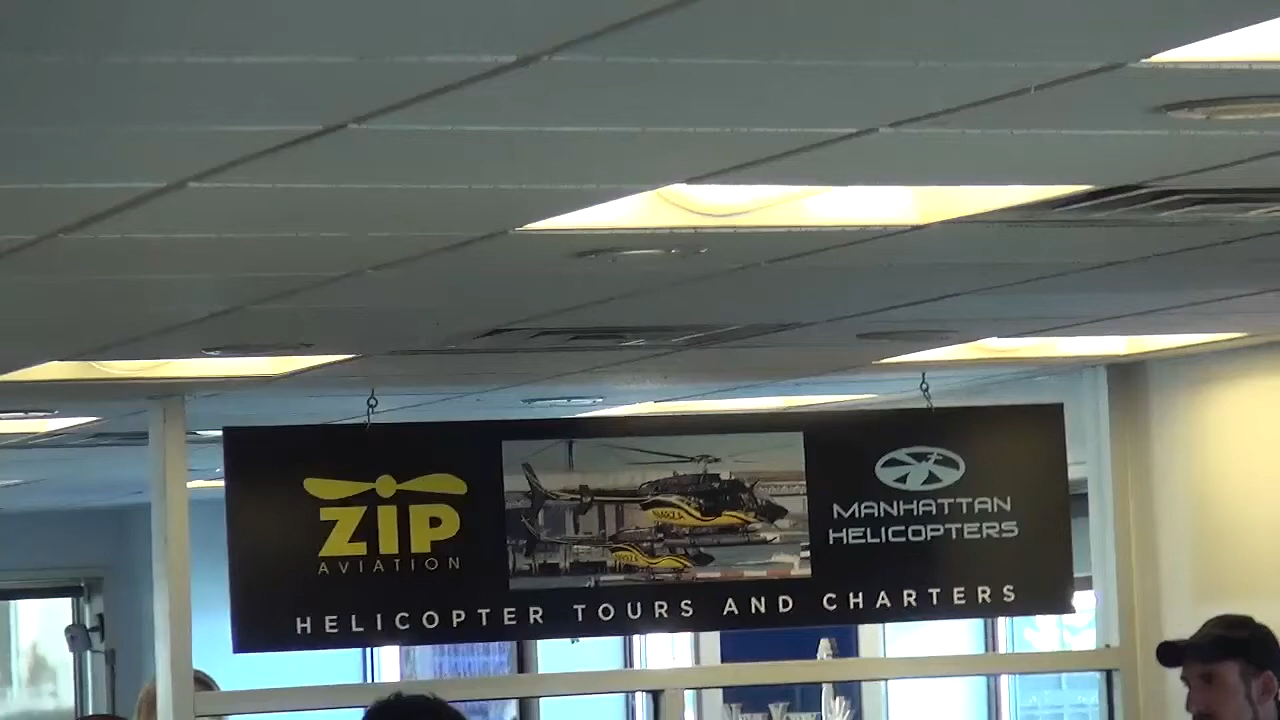 ZIP
AVIATION
MANHATTAN
HELICOPTERS
HELICOPTER TOURS AND CHARTERS